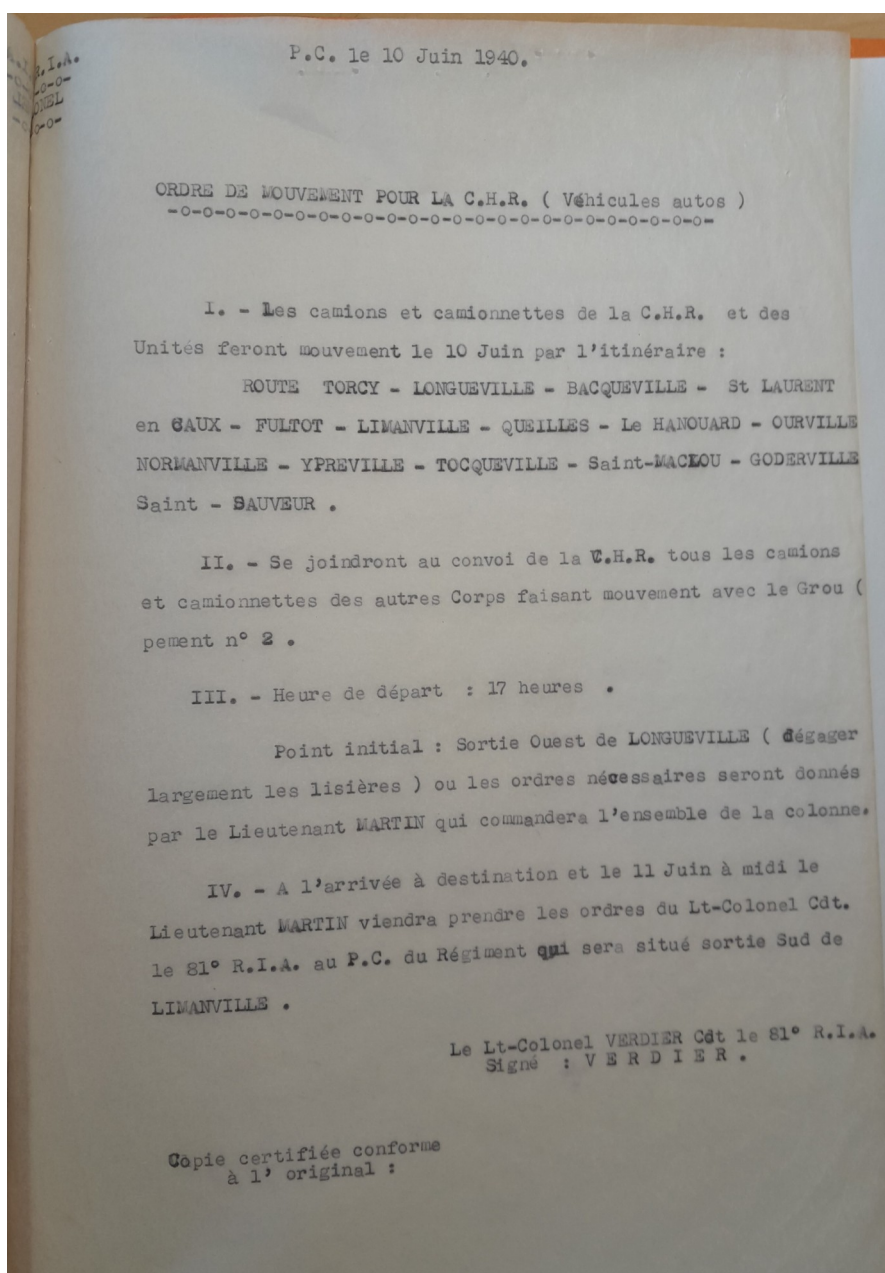 P.C. le 10 Juin 1940.
R.I.A.
-o-o-
ONEL
o-o-
ORDRE DE MOUVEMENT POUR LA C.H.R. ( Véhicules autos )
-o-o-o-o-o-o-o-o-o-o-o-o-o-o-o-o-o-o-o-o-o-o-o-
I. - Les camions et camionnettes de la C.H.R. et des
Unités feront mouvement le 10 Juin par l'itinéraire :
ROUTE TORCY - LONGUEVILLE - BACQUEVILLE - St LAURENT
en CAUX - FULTOT - LIMANVILLE - QUEILLES - Le HANOUARD - OURVILLE
NORMANVILLE - YPREVILLE - TOCQUEVILLE - Saint-MACLOU - GODERVILLE
Saint - SAUVEUR .
II. - Se joindront au convoi de la C.H.R. tous les camions
et camionnettes des autres Corps faisant mouvement avec le Grou (
pement n° 2 .
III. - Heure de départ : 17 heures .
Point initial : Sortie Ouest de LONGUEVILLE ( dégager
largement les lisières ) ou les ordres nécessaires seront donnés
par le Lieutenant MARTIN qui commandera l'ensemble de la colonne.
IV. - A l'arrivée à destination et le 11 Juin à midi le
Lieutenant MARTIN viendra prendre les ordres du Lt-Colonel Cdt.
le 81° R.I.A. au P.C. du Régiment qui sera situé sortie Sud de
LIMANVILLE .
Le Lt-Colonel VERDIER Cdt le 81° R.I.A.
Signé : V E R D I E R .
Copie certifiée conforme
à l' original :